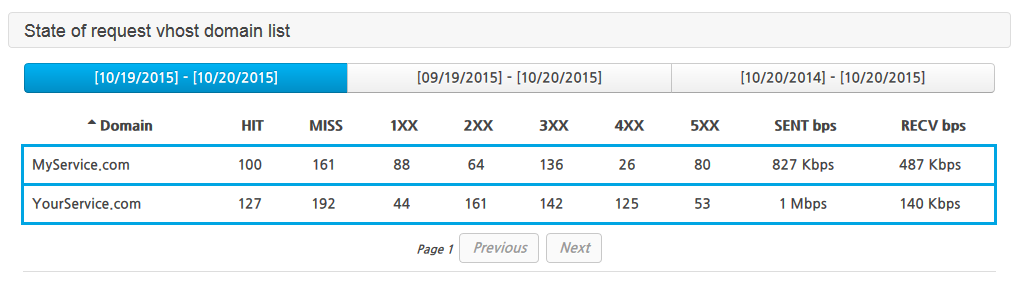 State of request vhost domain list
[10/19/2015] - [10/20/2015] [09/19/2015] - [10/20/2015] [10/20/2014] - [10/20/2015]
Domain HIT MISS 1XX 2XX 3XX 4XX 5XX SENT bps RECV bps
MyService.com 100 161 88 64 136 26 80 827 Kbps 487 Kbps
YourService.com 127 192 44 161 142 125 53 1 Mbps 140 Kbps
Page 1 Previous Next